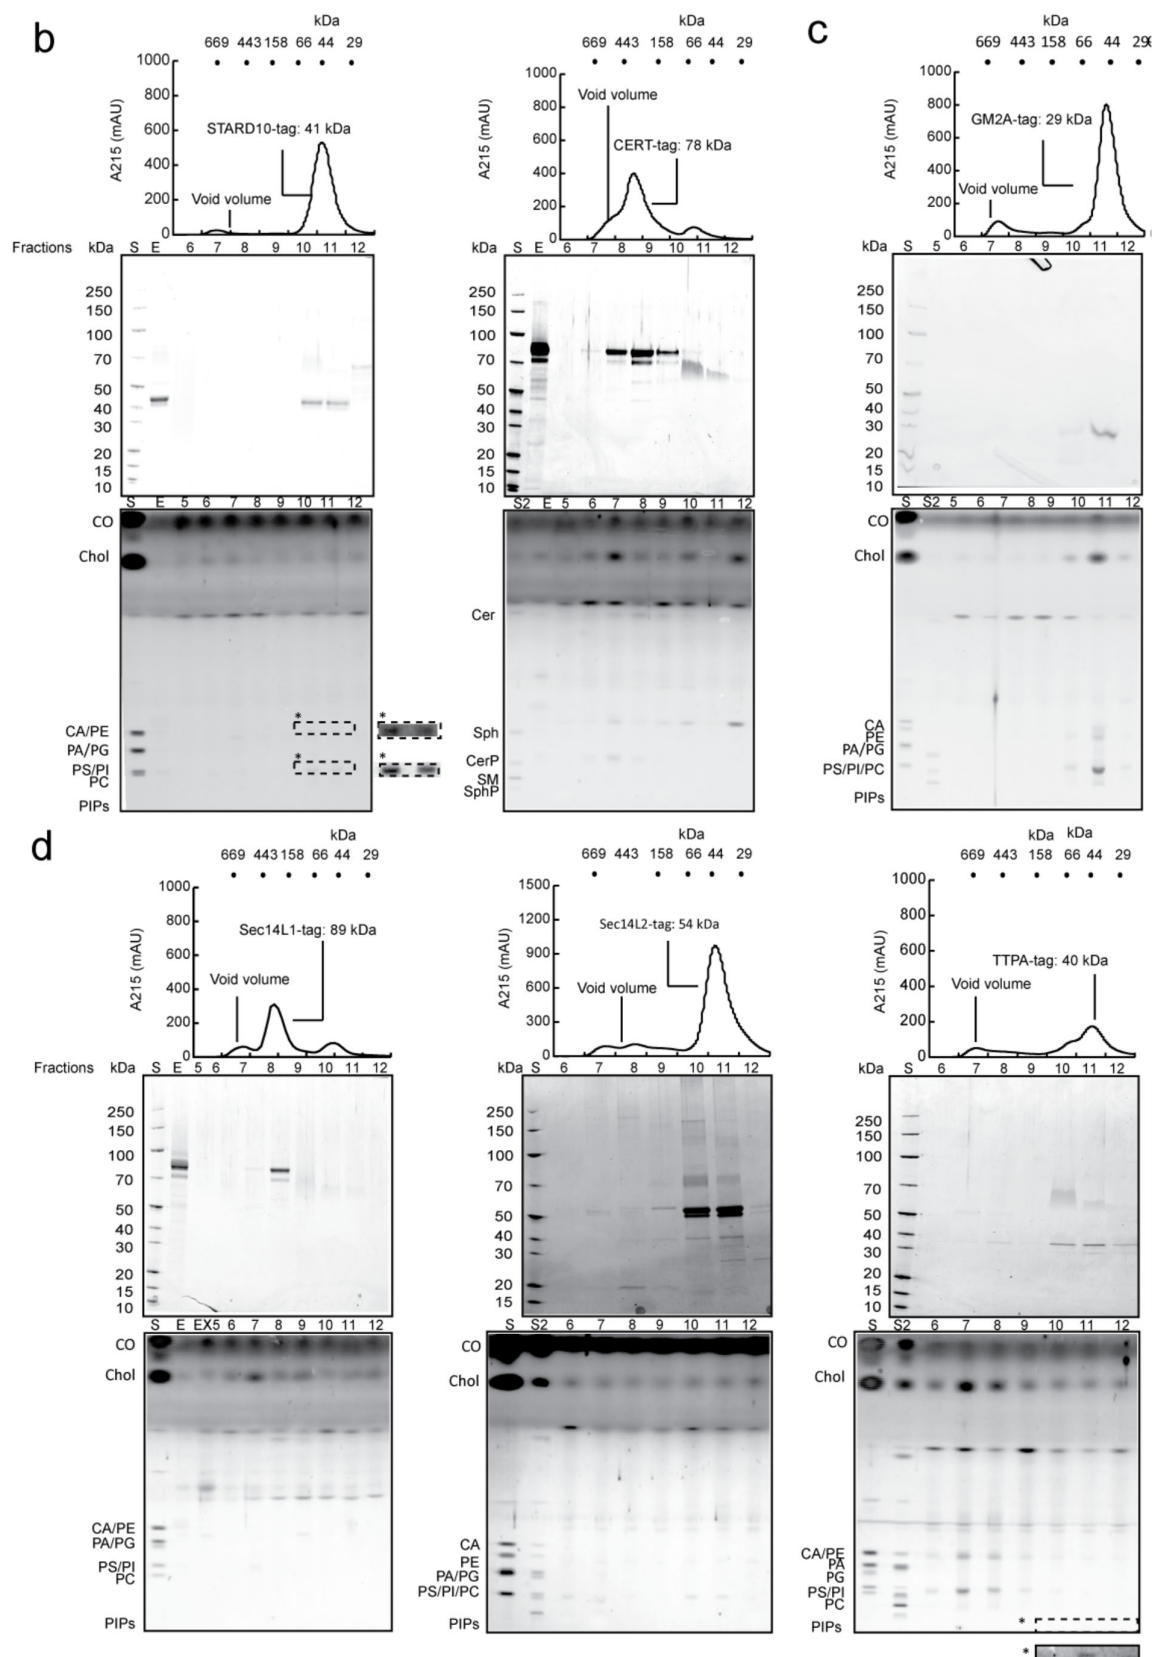 b
kDa
669 443 158 66 44 29
1000
800
600
400
200
0
A215 (mAU)
STARD10-tag: 41 kDa
Void volume
Fractions kDa S E 6 7 8 9 10 11 12
250
150
100
70
50
40
30
20
15
10
S E 5 6 7 8 9 10 11 12
CO
Chol
CA/PE
PA/PG
PS/PI
PC
PIPs
*
*
*
*
kDa
669 443 158 66 44 29
1000
800
600
400
200
0
A215 (mAU)
Void volume
CERT-tag: 78 kDa
kDa S E 6 7 8 9 10 11 12
250
150
100
70
50
40
30
20
15
10
S2 E 5 6 7 8 9 10 11 12
Cer
Sph
CerP
SM
SphP
c
kDa
669 443 158 66 44 29
1000
800
600
400
200
0
A215 (mAU)
GM2A-tag: 29 kDa
Void volume
kDa S 5 6 7 8 9 10 11 12
250
150
100
70
50
40
30
20
15
10
S S2 5 6 7 8 9 10 11 12
CO
Chol
CA
PE
PA/PG
PS/PI/PC
PIPs
d
kDa
669 443 158 66 44 29
1000
800
600
400
200
0
A215 (mAU)
Sec14L1-tag: 89 kDa
Void volume
Fractions kDa S E 5 6 7 8 9 10 11 12
250
150
100
70
50
40
30
20
15
10
S E EX5 6 7 8 9 10 11 12
CO
Chol
CA/PE
PA/PG
PS/PI
PC
PIPs
kDa
669 443 158 66 44 29
1500
1200
900
600
300
0
A215 (mAU)
Sec14L2-tag: 54 kDa
Void volume
kDa S 6 7 8 9 10 11 12
250
150
100
70
50
40
30
20
15
S S2 6 7 8 9 10 11 12
CO
Chol
CA
PE
PA/PG
PS/PI/PC
PIPs
kDa kDa
669 443 158 66 44 29
1000
800
600
400
200
0
A215 (mAU)
TTPA-tag: 40 kDa
Void volume
kDa S 6 7 8 9 10 11 12
250
150
100
70
50
40
30
20
15
10
S S2 6 7 8 9 10 11 12
CO
Chol
CA/PE
PA
PG
PS/PI
PC
PIPs
*
*